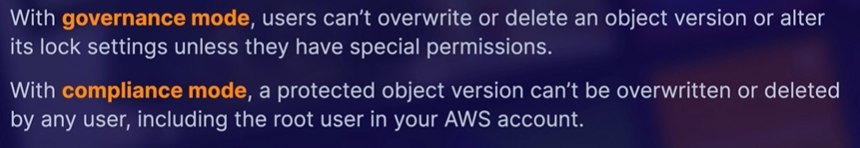 With governance mode, users can't overwrite or delete an object version or alter
its lock settings unless they have special permissions.
With compliance mode, a protected object version can't be overwritten or deleted
by any user, including the root user in your AWS account.